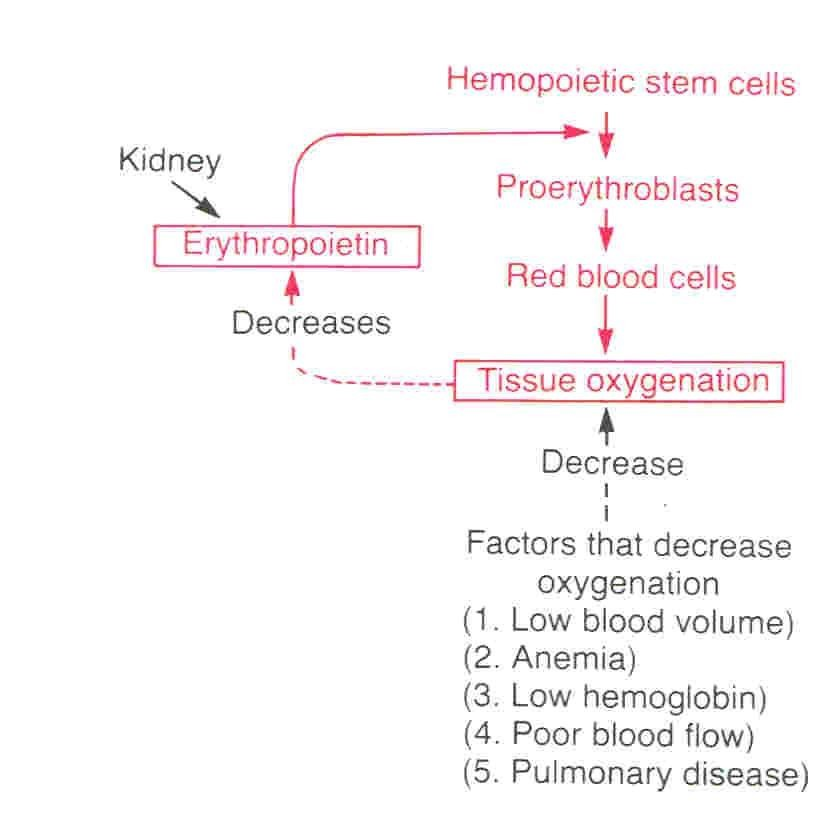 Hemopoietic stem cells
Kidney
Proerythroblasts
Erythropoietin
Red blood cells
Decreases
Tissue oxygenation
Decrease
Factors that decrease
oxygenation
(1. Low blood volume)
(2. Anemia)
(3. Low hemoglobin)
(4. Poor blood flow)
(5. Pulmonary disease)